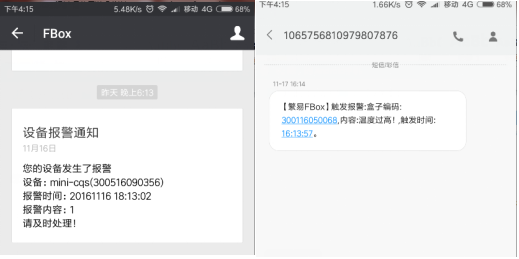 下午4:15
5.48K/s
移动 4G 68%
FBox
昨天 晚上6:13
设备报警通知
11月16日
您的设备发生了报警
设备: mini-cqs(300516090356)
报警时间: 20161116 18:13:02
报警内容: 1
请及时处理!
下午4:15
1.66K/s
移动 4G 68%
1065756810979807876
短信/彩信
11-17 16:14
【繁易FBox】触发报警:盒子编码:
300116050068,内容:温度过高! ,触发时间:
16:13:57。